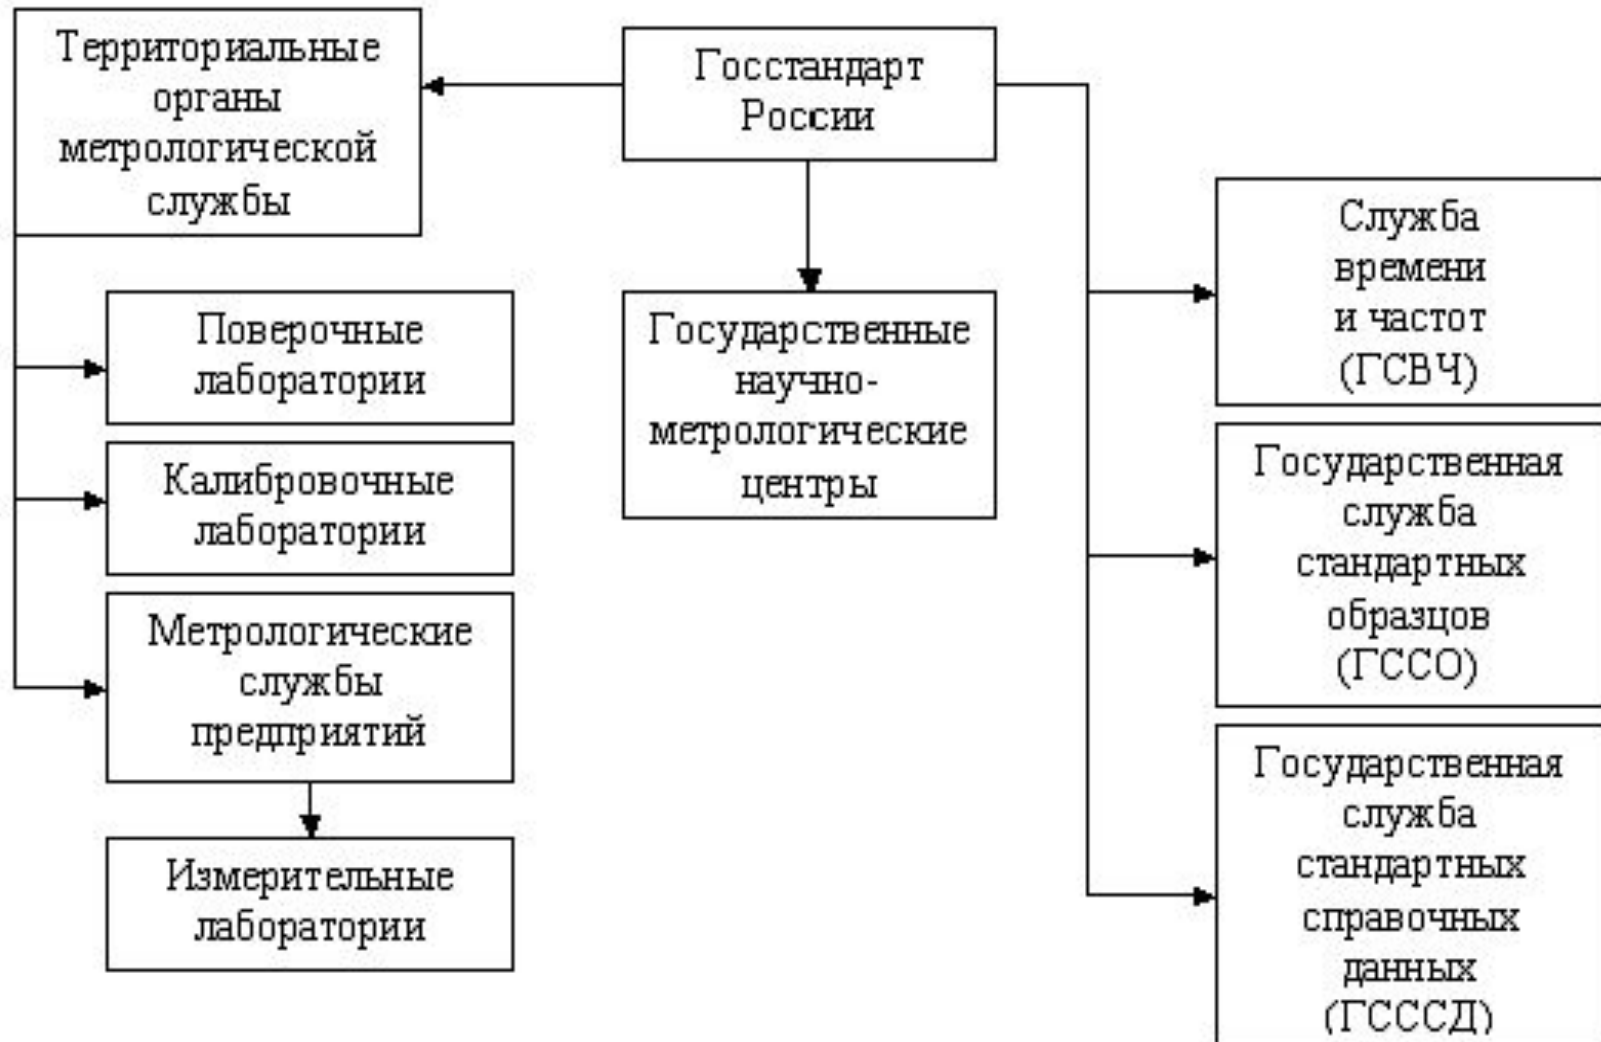 Территориальные
органы
метрологической
службы
Госстандарт
России
Поверочные
лаборатории
Калибровочные
лаборатории
Метрологические
службы
предприятий
Измерительные
лаборатории
Государственные
научно-
метрологические
центры
Служба
времени
и частот
(ГСВЧ)
Государственная
служба
стандартных
образцов
(ГССО)
Государственная
служба
стандартных
справочных
данных
(ГСССД)